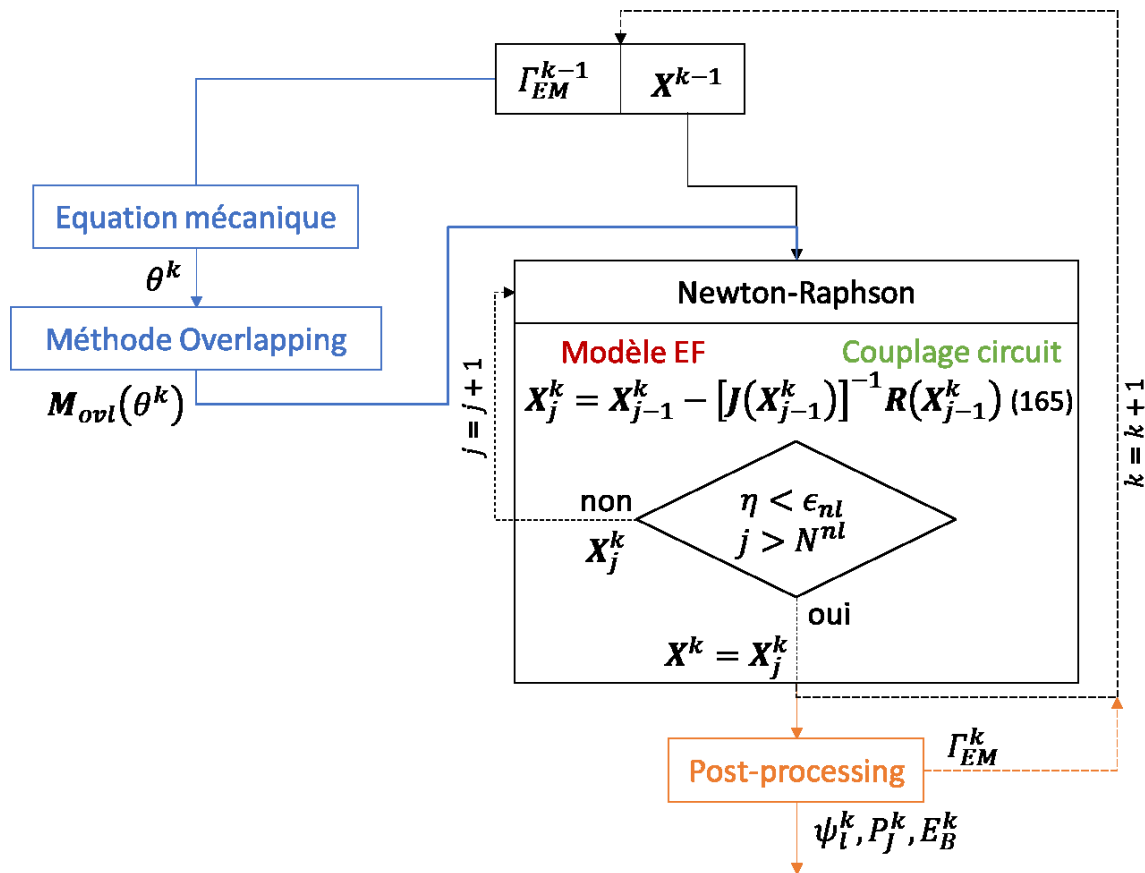 Γ_EM^{k−1}
X^{k−1}
Equation mécanique
θ^k
Méthode Overlapping
M_ovl(θ^k)
Newton-Raphson
Modèle EF
Couplage circuit
X_j^k = X_{j−1}^k − [J(X_{j−1}^k)]^{−1} R(X_{j−1}^k) (165)
j = j + 1
k = k + 1
η < ϵ_nl
j > N^nl
non
X_j^k
oui
X^k = X_j^k
Post-processing
Γ_EM^k
ψ_l^k, P_J^k, E_B^k